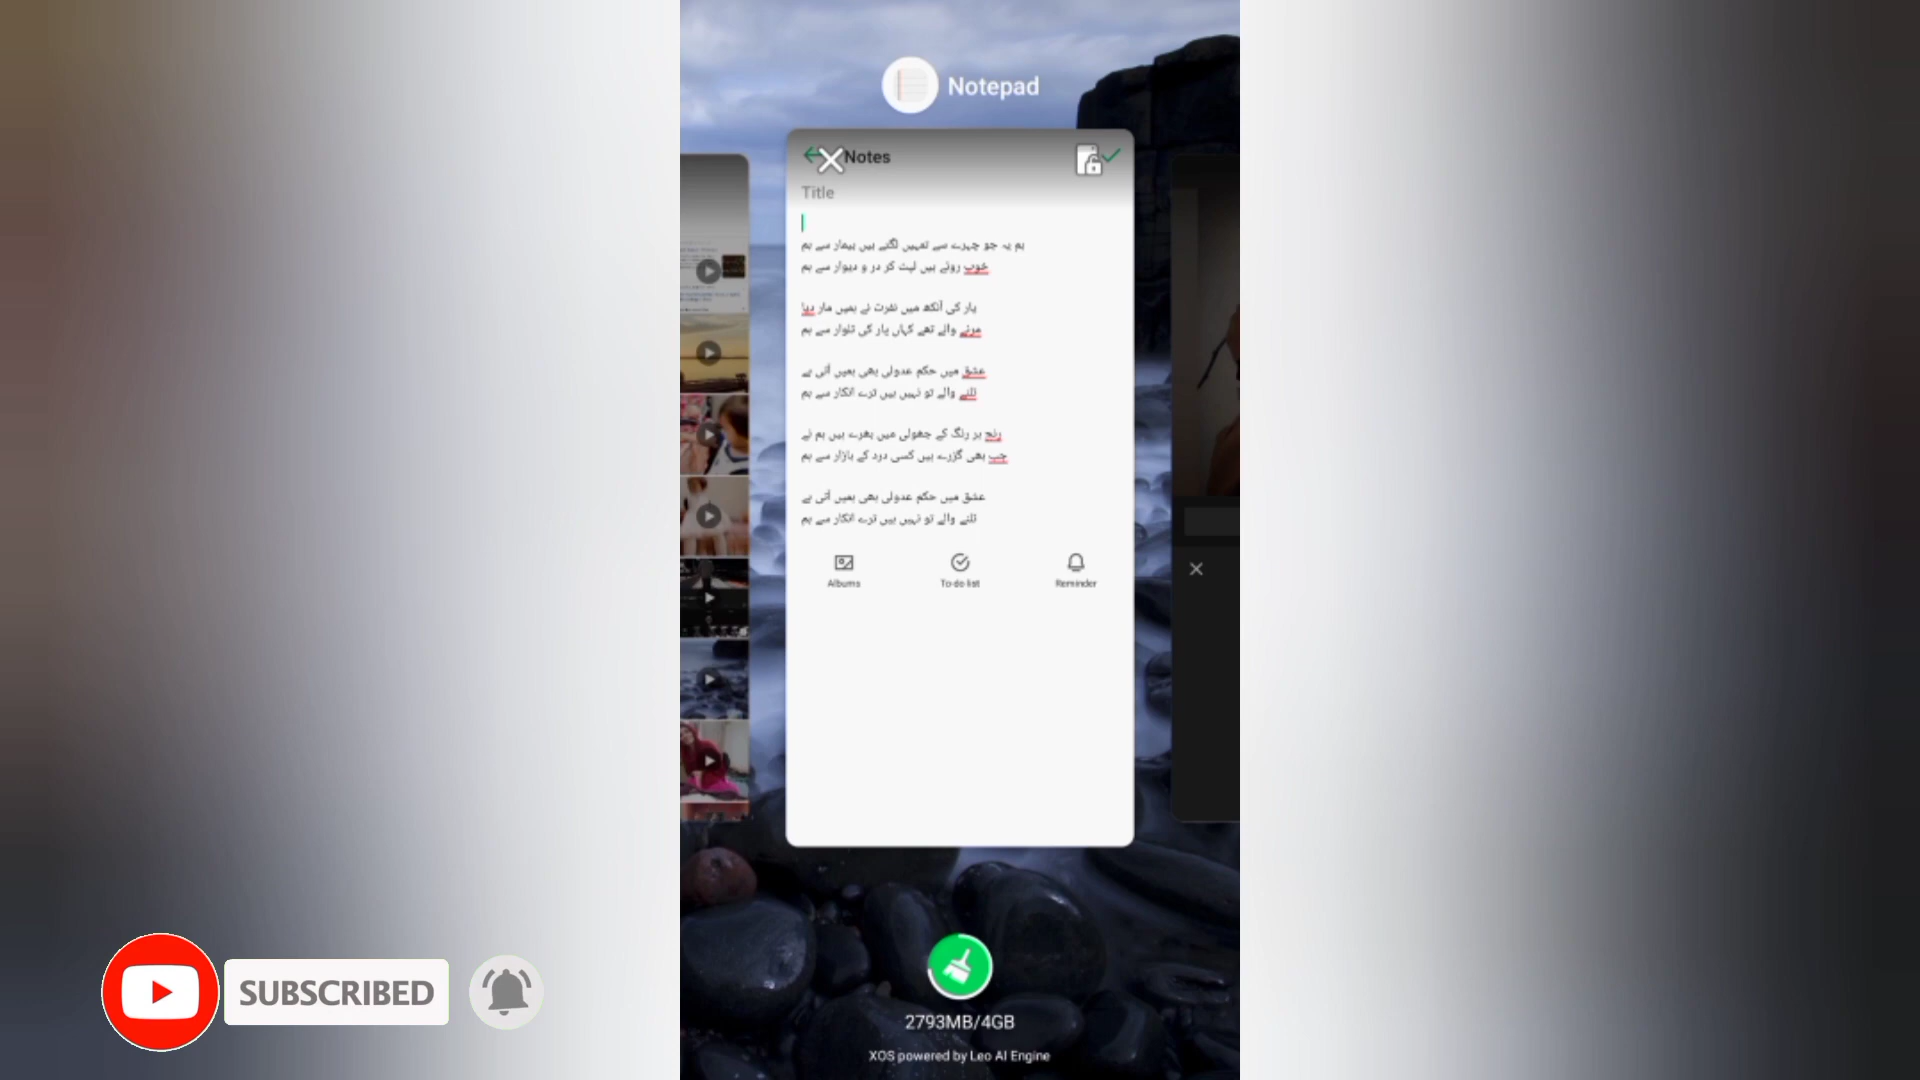 Notepad
Notes
Title
ہم یہ جو چہرے سے تمہیں لگتے ہیں بیمار سے ہم
خوب روئے ہیں لپٹ کر در و دیوار سے ہم
یار کی آنکھ میں نفرت نے ہمیں مار دیا
مرنے والے تھے کہاں یار کی تلوار سے ہم
عشق میں حکم عدولی بھی ہمیں آتی ہے
ٹلنے والے تو نہیں ہیں ترے انکار سے ہم
رنج ہر رنگ کے جھولی میں بھرے ہیں ہم نے
جب بھی گزرے ہیں کسی درد کے بازار سے ہم
عشق میں حکم عدولی بھی ہمیں آتی ہے
ٹلنے والے تو نہیں ہیں ترے انکار سے ہم
Albums
To-do list
Reminder
2793MB/4GB
XOS powered by Leo AI Engine
SUBSCRIBED